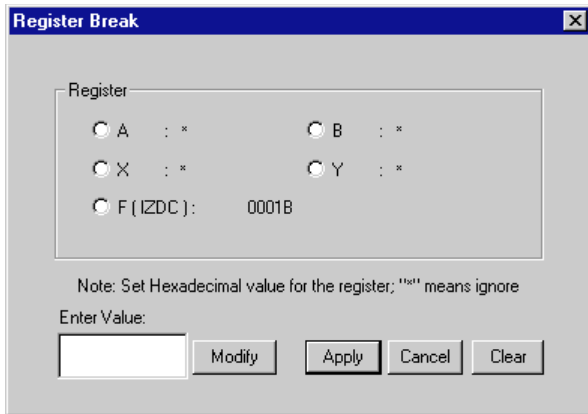 Register Break
Register
A : * B : *
X : * Y : *
F ( IZDC ) : 0001B
Note: Set Hexadecimal value for the register; "*" means ignore
Enter Value:
Modify Apply Cancel Clear